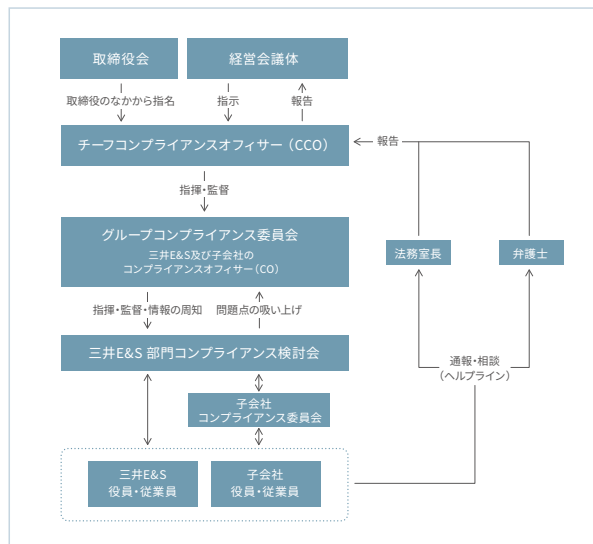 取締役会
経営会議体
取締役のなかから指名
指示
報告
チーフコンプライアンスオフィサー（CCO）
報告
指揮・監督
グループコンプライアンス委員会
三井E&S及び子会社の
コンプライアンスオフィサー（CO）
法務室長
弁護士
指揮・監督・情報の周知
問題点の吸い上げ
三井E&S 部門コンプライアンス検討会
通報・相談
（ヘルプライン）
子会社
コンプライアンス委員会
三井E&S
役員・従業員
子会社
役員・従業員